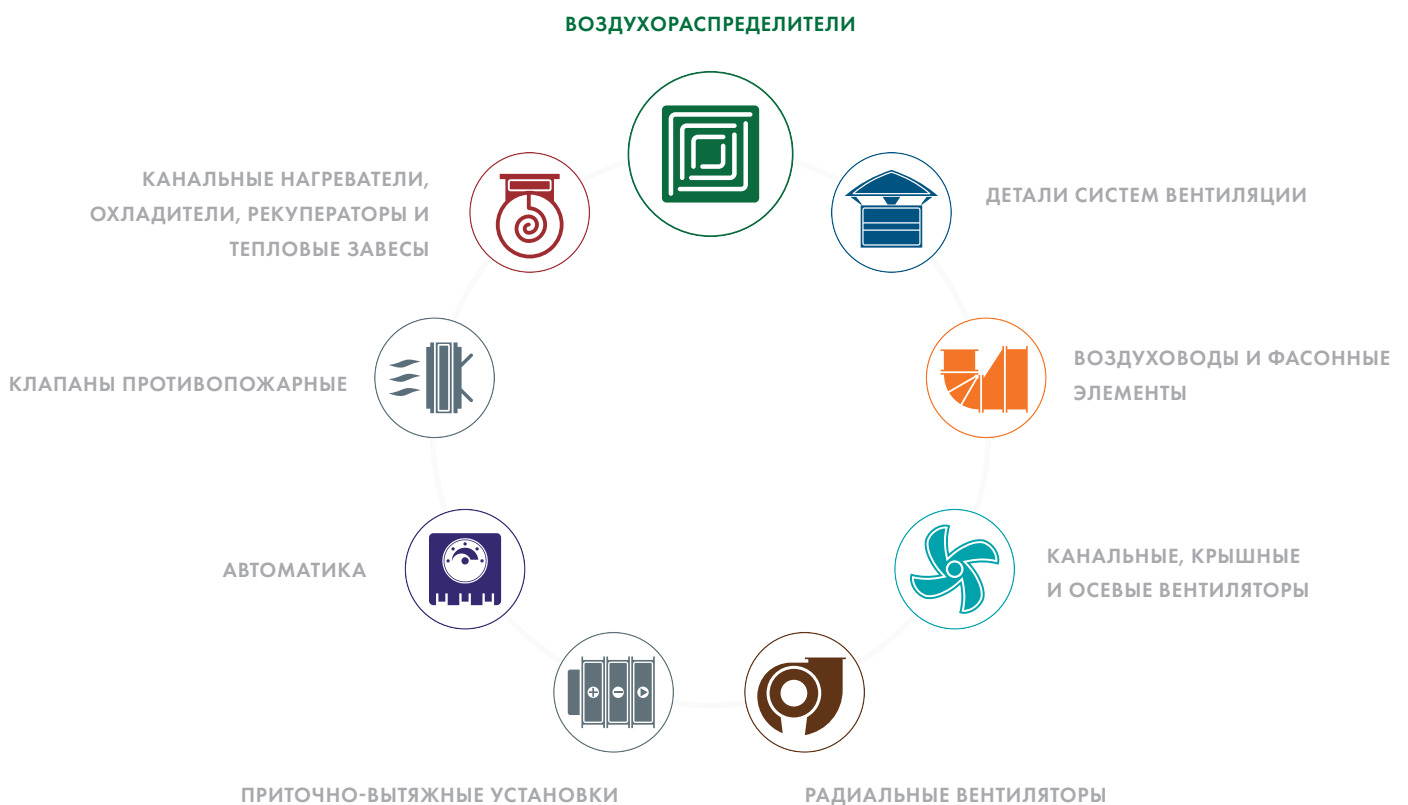 ВОЗДУХОРАСПРЕДЕЛИТЕЛИ
КАНАЛЬНЫЕ НАГРЕВАТЕЛИ,
ОХЛАДИТЕЛИ, РЕКУПЕРАТОРЫ И
ТЕПЛОВЫЕ ЗАВЕСЫ
ДЕТАЛИ СИСТЕМ ВЕНТИЛЯЦИИ
КЛАПАНЫ ПРОТИВОПОЖАРНЫЕ
ВОЗДУХОВОДЫ И ФАСОННЫЕ
ЭЛЕМЕНТЫ
АВТОМАТИКА
КАНАЛЬНЫЕ, КРЫШНЫЕ
И ОСЕВЫЕ ВЕНТИЛЯТОРЫ
ПРИТОЧНО-ВЫТЯЖНЫЕ УСТАНОВКИ
РАДИАЛЬНЫЕ ВЕНТИЛЯТОРЫ